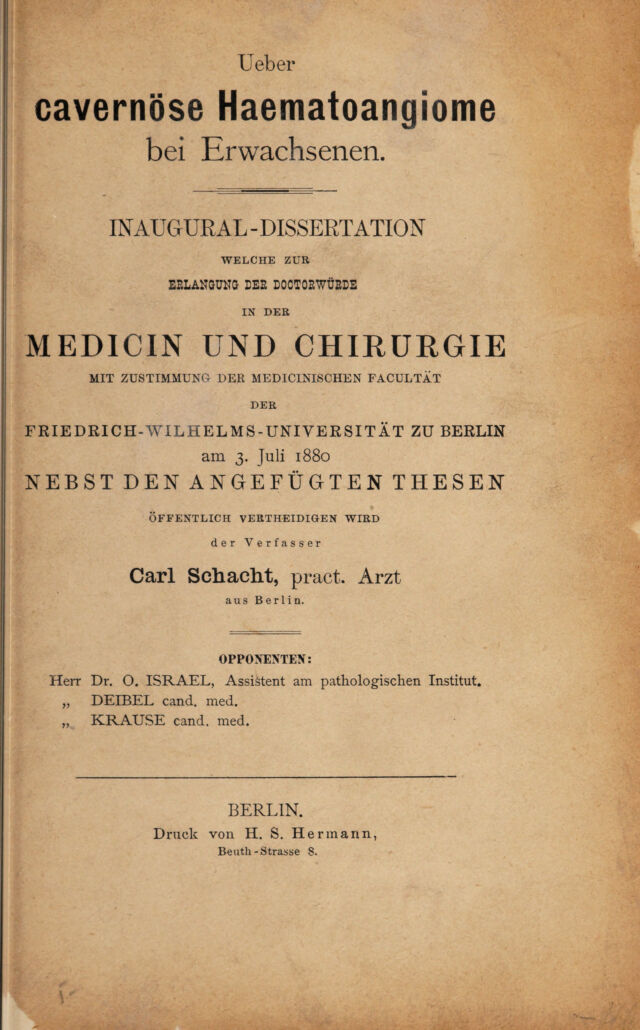 Ueber
cavernöse Haematoangiome
bei Erwachsenen.
INAUGURAL-DISSERTATION
WELCHE ZUR
ERLANGUNG DER DOCTORWÜRDE
IN DER
MEDICIN UND CHIRURGIE
MIT ZUSTIMMUNG DER MEDICINISCHEN FACULTÄT
DER
FRIEDRICH-WILHELMS-UNIVERSITÄT ZU BERLIN
am 3. Juli 1880
NEBST DEN ANGEFÜGTEN THESEN
ÖFFENTLICH VERTHEIDIGEN WIRD
der Verfasser
Carl Schacht, pract. Arzt
aus Berlin.
OPPONENTEN:
Herr Dr. O. ISRAEL, Assistent am pathologischen Institut.
„ DEIBEL cand. med.
„ KRAUSE cand. med.
BERLIN.
Druck von H. S. Hermann,
Beuth-Strasse 8.